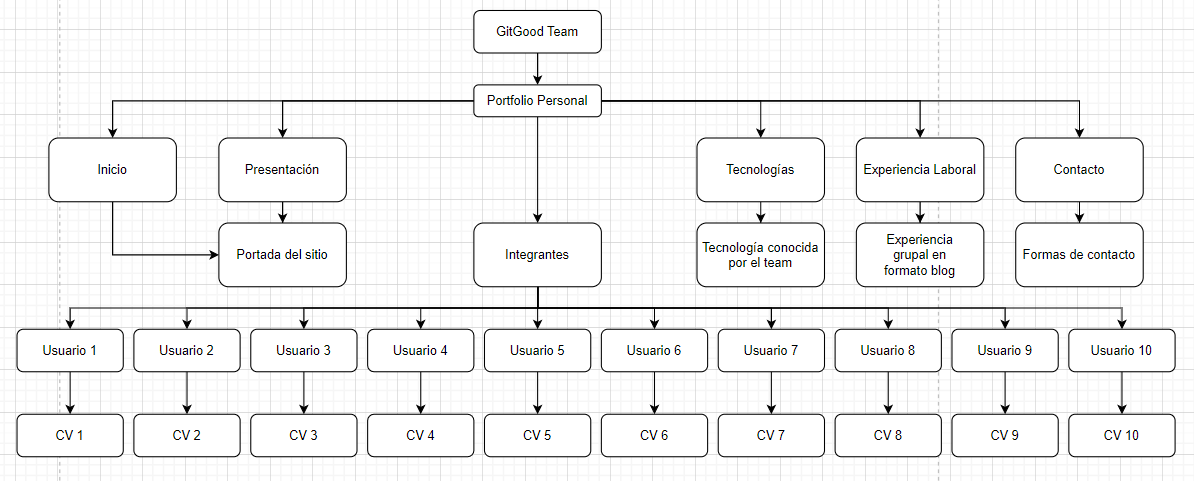 GitGood Team
Portfolio Personal
Inicio
Presentación
Tecnologías
Experiencia Laboral
Contacto
Portada del sitio
Integrantes
Tecnología conocida
por el team
Experiencia
grupal en
formato blog
Formas de contacto
Usuario 1
Usuario 2
Usuario 3
Usuario 4
Usuario 5
Usuario 6
Usuario 7
Usuario 8
Usuario 9
Usuario 10
CV 1
CV 2
CV 3
CV 4
CV 5
CV 6
CV 7
CV 8
CV 9
CV 10